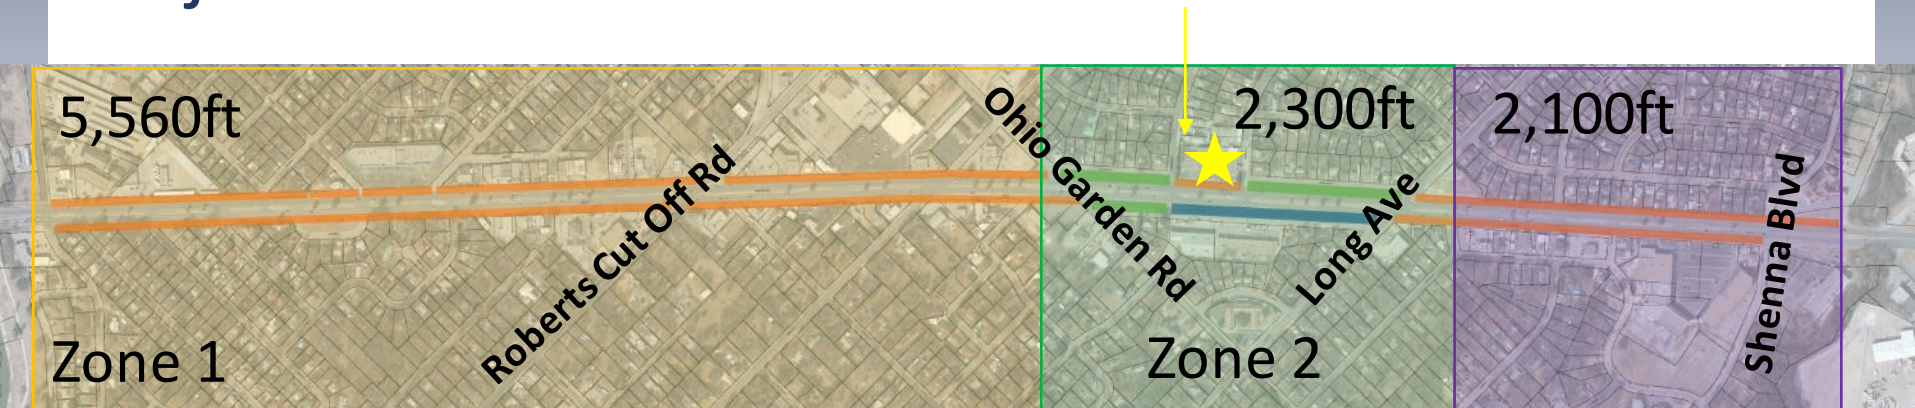 5,560ft
2,300ft
2,100ft
Ohio Garden Rd
Roberts Cut Off Rd
Long Ave
Shenna Blvd
Zone 1
Zone 2